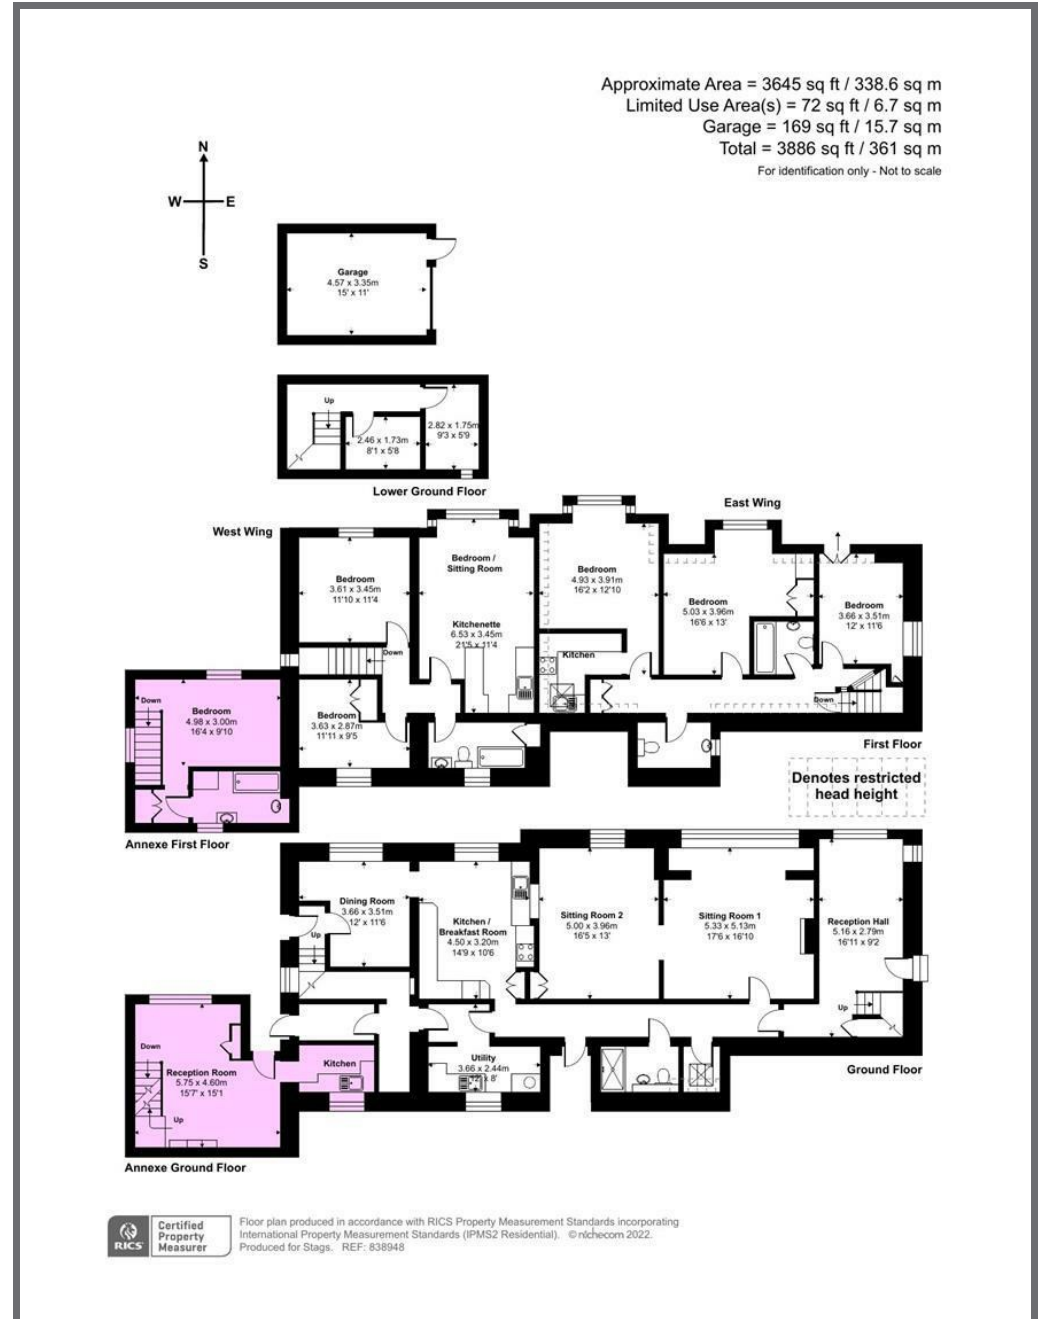 Approximate Area = 3645 sq ft / 338.6 sq m
Limited Use Area(s) = 72 sq ft / 6.7 sq m
Garage = 169 sq ft / 15.7 sq m
Total = 3886 sq ft / 361 sq m
For identification only - Not to scale
N
W
E
S
Garage
4.57 x 3.35m
15' x 11'
Up
2.46 x 1.73m
8'1 x 5'8
2.82 x 1.75m
9'3 x 5'9
Lower Ground Floor
West Wing
East Wing
Bedroom
3.61 x 3.45m
11'10 x 11'4
Bedroom /
Sitting Room
Kitchenette
6.53 x 3.45m
21'5 x 11'4
Bedroom
4.93 x 3.91m
16'2 x 12'10
Bedroom
5.03 x 3.96m
16'6 x 13'
Bedroom
3.66 x 3.51m
12' x 11'6
Kitchen
Down
Down
Bedroom
3.63 x 2.87m
11'11 x 9'5
First Floor
Down
Bedroom
4.98 x 3.00m
16'4 x 9'10
Annexe First Floor
Denotes restricted
head height
Dining Room
3.66 x 3.51m
12' x 11'6
Up
Kitchen /
Breakfast Room
4.50 x 3.20m
14'9 x 10'6
Sitting Room 2
5.00 x 3.96m
16'5 x 13'
Sitting Room 1
5.33 x 5.13m
17'6 x 16'10
Reception Hall
5.16 x 2.79m
16'11 x 9'2
Up
Down
Reception Room
5.75 x 4.60m
15'7' x 15'1
Up
Kitchen
Utility
3.66 x 2.44m
12' x 8'
Ground Floor
Annexe Ground Floor
RICS
Certified
Property
Measurer
Floor plan produced in accordance with RICS Property Measurement Standards incorporating
International Property Measurement Standards (IPMS2 Residential). © nichecom 2022.
Produced for Stags. REF: 838948